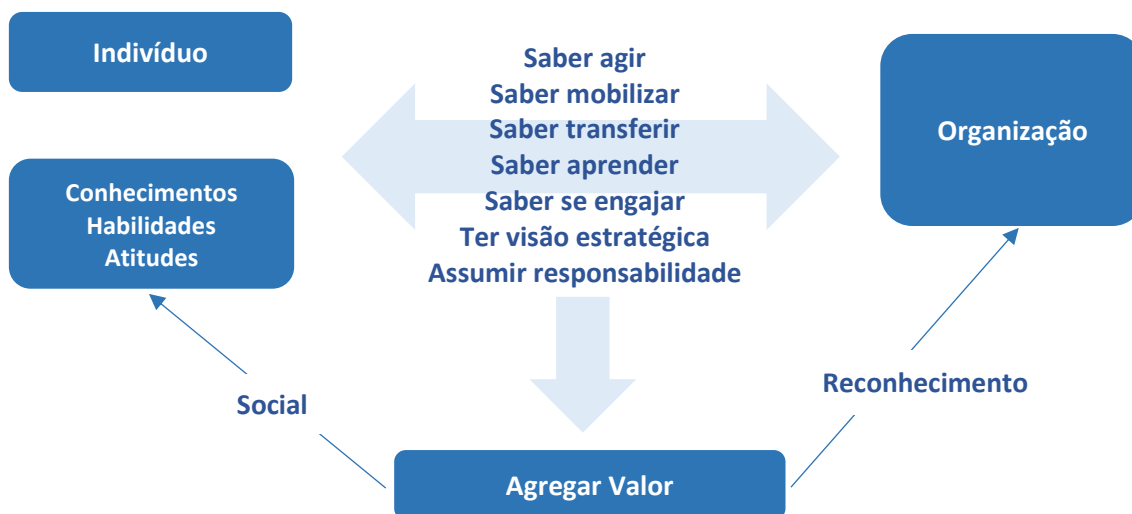 Indivíduo
Conhecimentos
Habilidades
Atitudes
Saber agir
Saber mobilizar
Saber transferir
Saber aprender
Saber se engajar
Ter visão estratégica
Assumir responsabilidade
Organização
Social
Reconhecimento
Agregar Valor